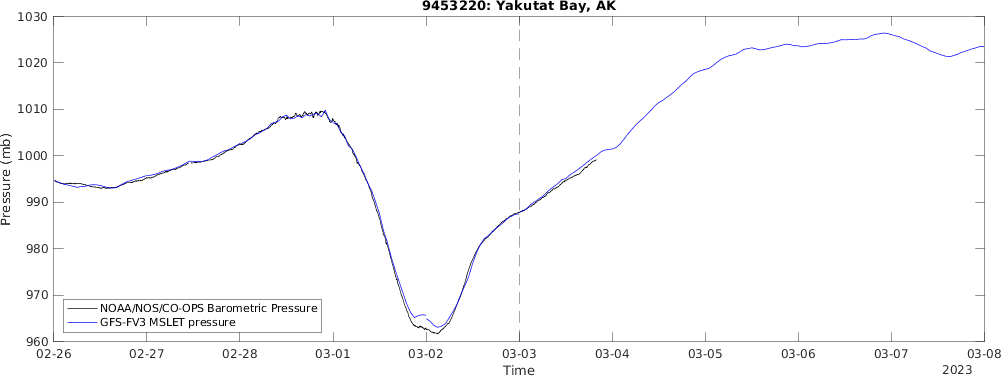 9453220: Yakutat Bay, AK
1030
1020
1010
1000
990
980
970
960
Pressure (mb)
NOAA/NOS/CO-OPS Barometric Pressure
GFS-FV3 MSLET pressure
02-26 02-27 02-28 03-01 03-02 03-03 03-04 03-05 03-06 03-07 03-08
Time
2023